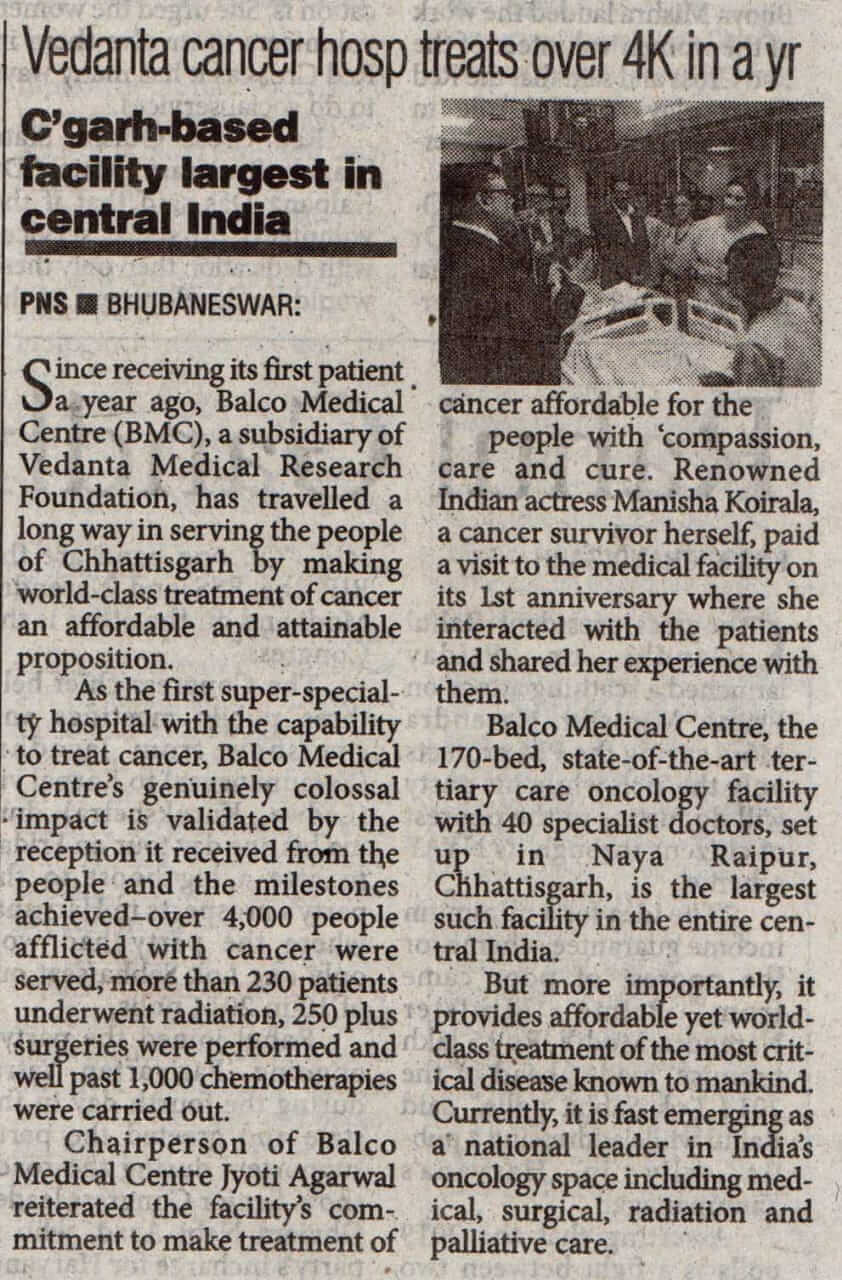 Vedanta cancer hosp treats over 4K in a yr
C'garh-based
facility largest in
central India
PNS ■ BHUBANESWAR:
Since receiving its first patient
a year ago, Balco Medical
Centre (BMC), a subsidiary of
Vedanta Medical Research
Foundation, has travelled a
long way in serving the people
of Chhattisgarh by making
world-class treatment of cancer
an affordable and attainable
proposition.
As the first super-special-
ty hospital with the capability
to treat cancer, Balco Medical
Centre's genuinely colossal
impact is validated by the
reception it received from the
people and the milestones
achieved–over 4,000 people
afflicted with cancer were
served, more than 230 patients
underwent radiation, 250 plus
surgeries were performed and
well past 1,000 chemotherapies
were carried out.
Chairperson of Balco
Medical Centre Jyoti Agarwal
reiterated the facility's com-
mitment to make treatment of
cancer affordable for the
people with 'compassion,
care and cure. Renowned
Indian actress Manisha Koirala,
a cancer survivor herself, paid
a visit to the medical facility on
its 1st anniversary where she
interacted with the patients
and shared her experience with
them.
Balco Medical Centre, the
170-bed, state-of-the-art ter-
tiary care oncology facility
with 40 specialist doctors, set
up in Naya Raipur,
Chhattisgarh, is the largest
such facility in the entire cen-
tral India.
But more importantly, it
provides affordable yet world-
class treatment of the most crit-
ical disease known to mankind.
Currently, it is fast emerging as
a national leader in India's
oncology space including med-
ical, surgical, radiation and
palliative care.